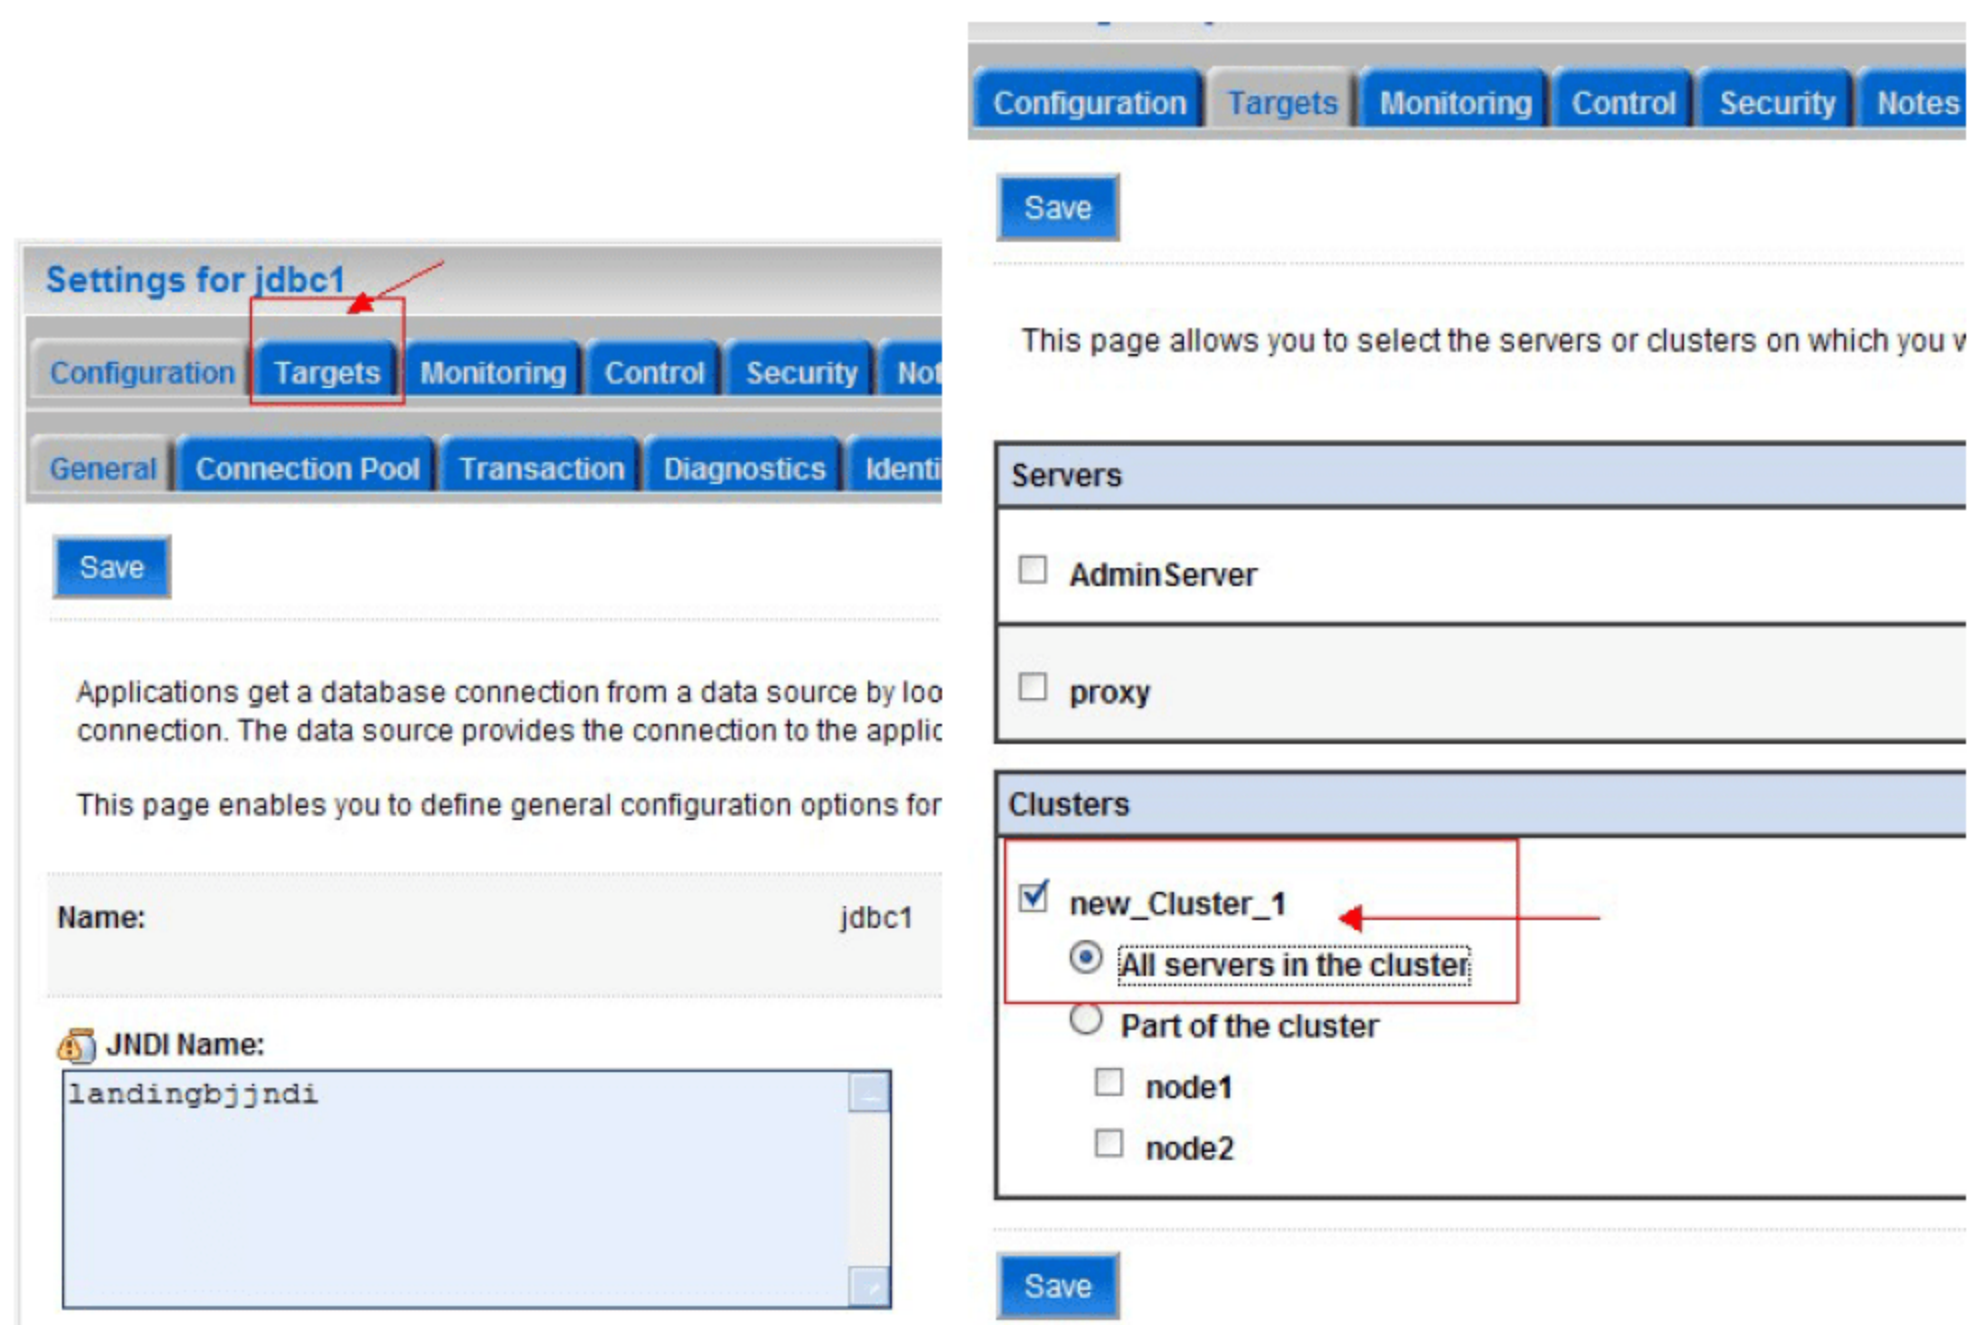 Settings for jdbc1
Configuration Targets Monitoring Control Security
General Connection Pool Transaction Diagnostics
Save
Applications get a database connection from a data source by
connection. The data source provides the connection to the
This page enables you to define general configuration options for
Name: jdbc1
JNDI Name:
landingbjjndi
Configuration Targets Monitoring Control Security Notes
Save
This page allows you to select the servers or clusters on which you
Servers
AdminServer
proxy
Clusters
new_Cluster_1
All servers in the cluster
Part of the cluster
node1
node2
Save